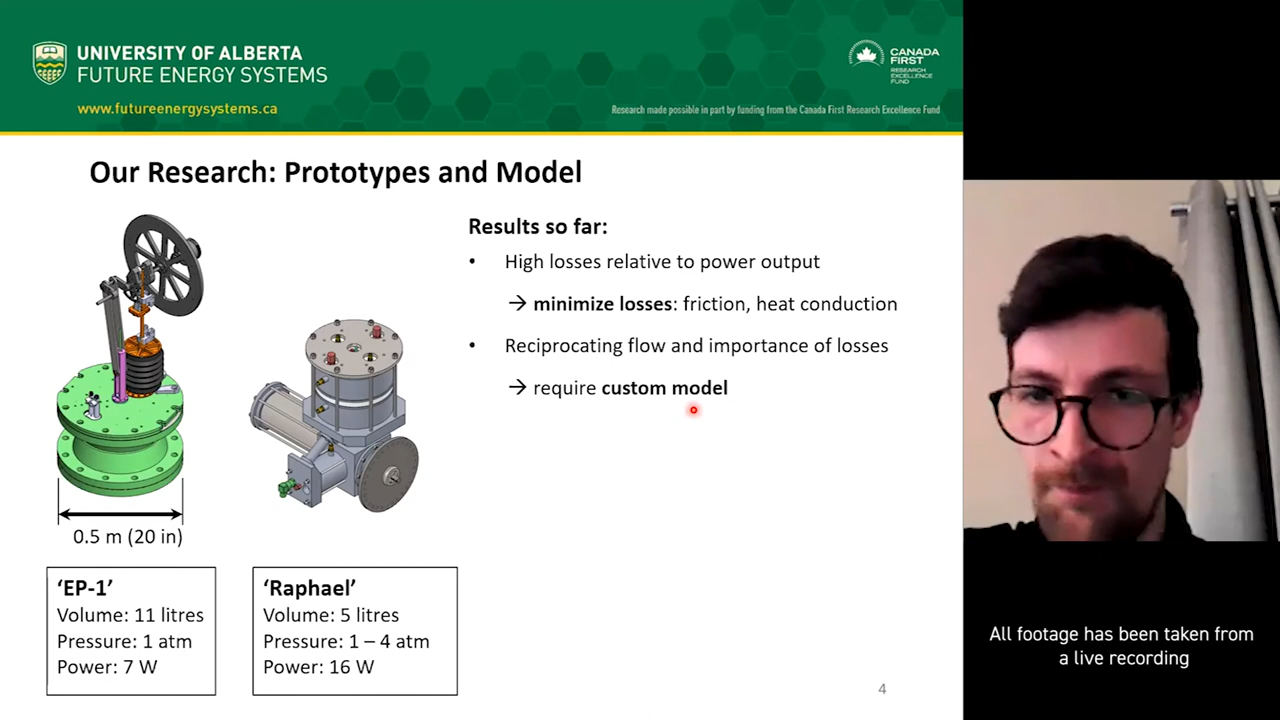 UNIVERSITY OF ALBERTA
FUTURE ENERGY SYSTEMS
www.futureenergysystems.ca
CANADA
FIRST
RESEARCH
EXCELLENCE
FUND
Research made possible in part by funding from the Canada First Research Excellence Fund
Our Research: Prototypes and Model
Results so far:
• High losses relative to power output
→ minimize losses: friction, heat conduction
• Reciprocating flow and importance of losses
→ require custom model
0.5 m (20 in)
‘EP-1’
Volume: 11 litres
Pressure: 1 atm
Power: 7 W
‘Raphael’
Volume: 5 litres
Pressure: 1 – 4 atm
Power: 16 W
4
All footage has been taken from
a live recording